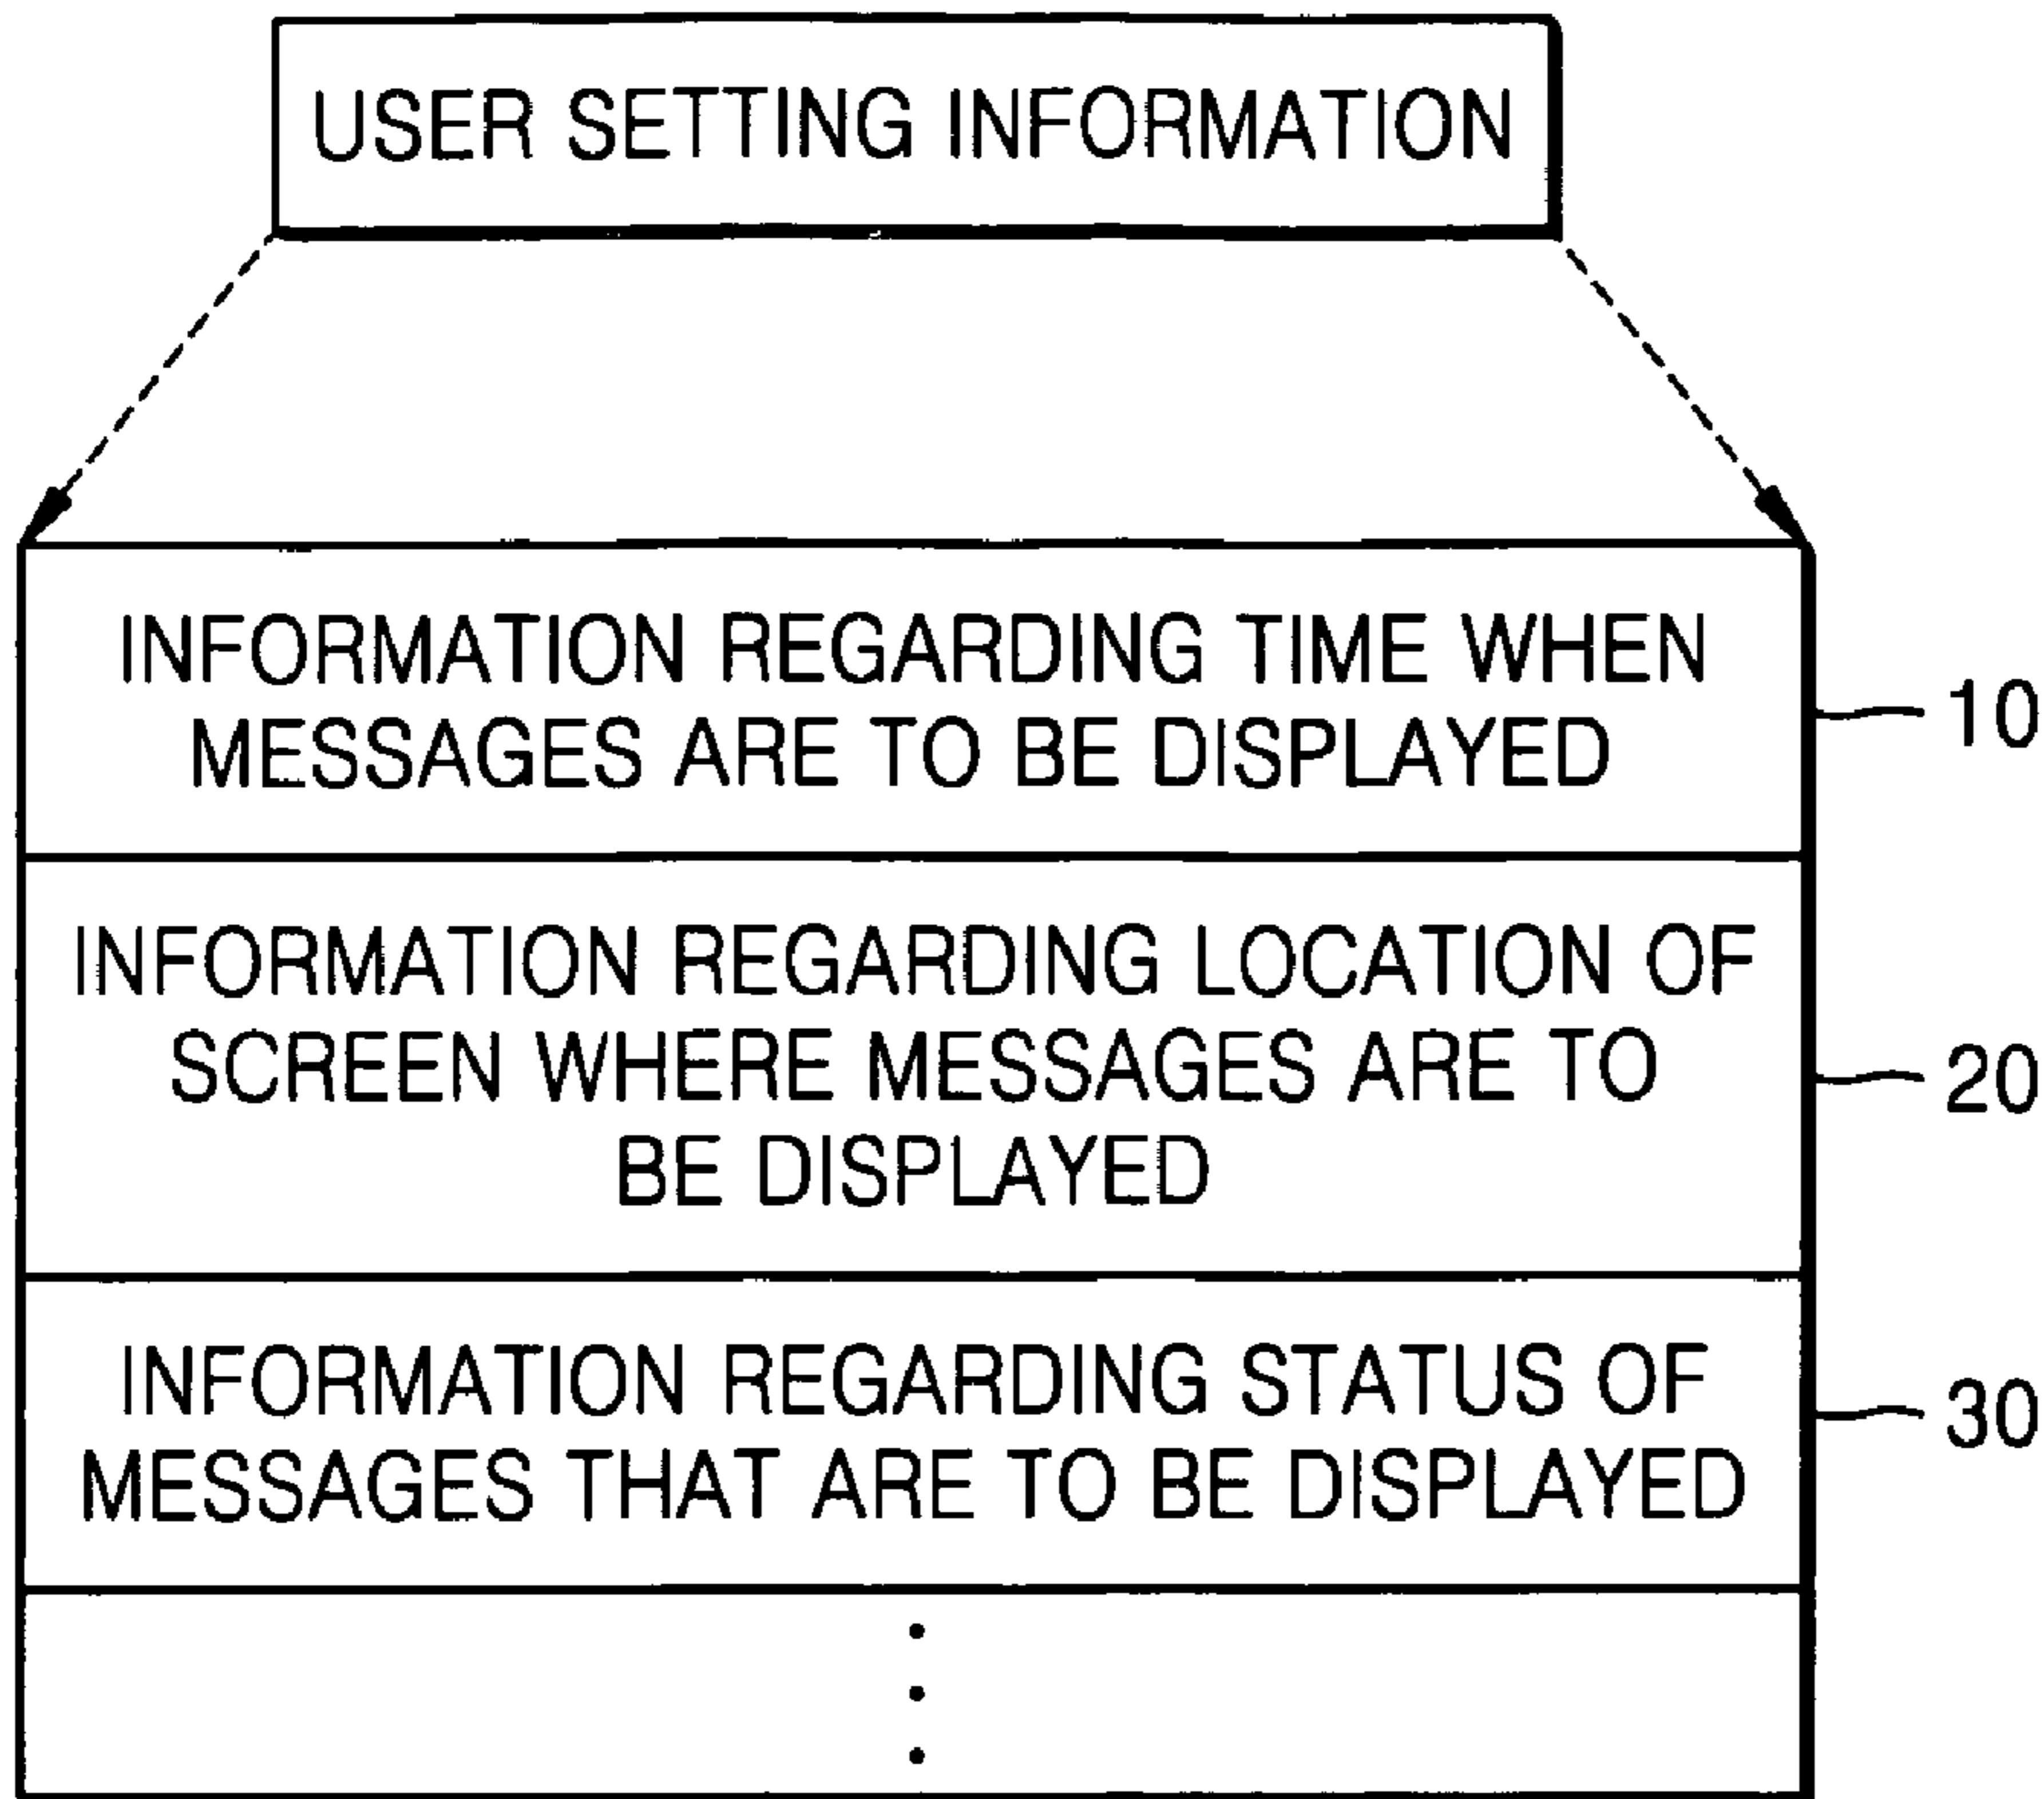 USER SETTING INFORMATION
INFORMATION REGARDING TIME WHEN
MESSAGES ARE TO BE DISPLAYED
10
INFORMATION REGARDING LOCATION OF
SCREEN WHERE MESSAGES ARE TO
BE DISPLAYED
20
INFORMATION REGARDING STATUS OF
MESSAGES THAT ARE TO BE DISPLAYED
30